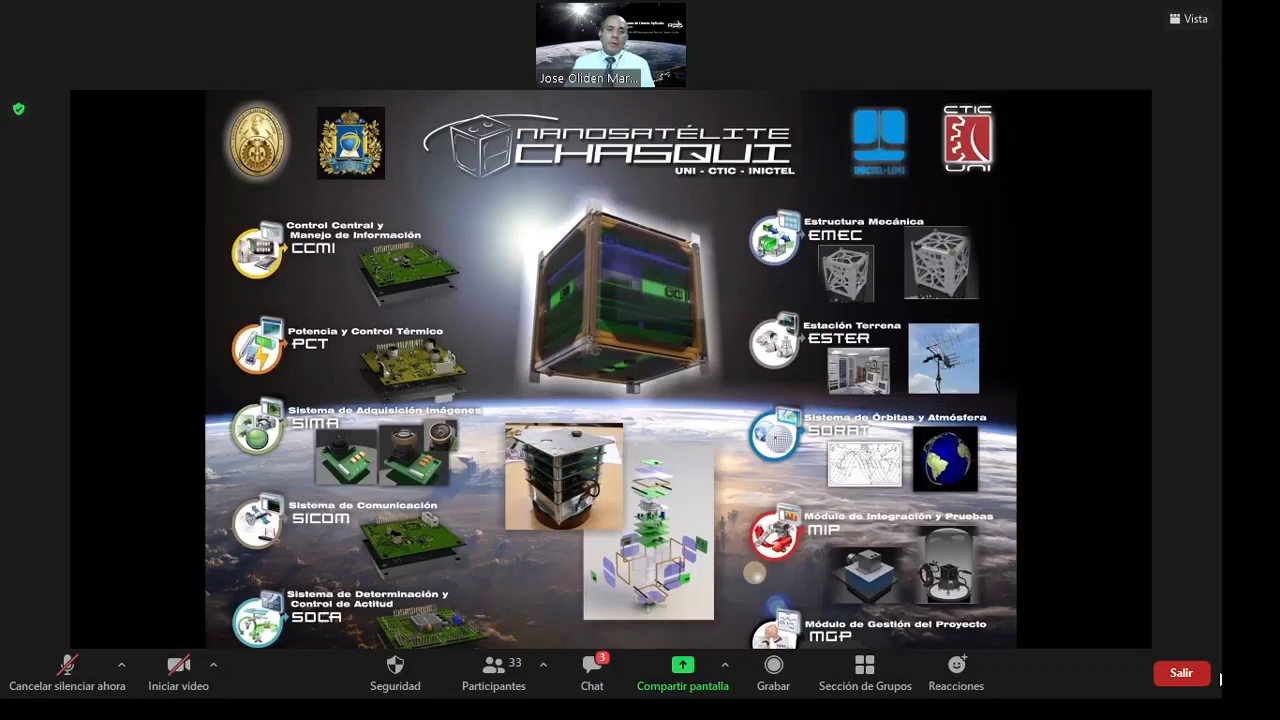 Vista
Jose Oliden Mar...
NANOSATÉLITE
CHASQUI
UNI - CTIC - INICTEL
INICTEL-UNI
CTIC
UNI
Control Central y
Manejo de Información
CCMI
Potencia y Control Térmico
PCT
Sistema de Adquisición Imágenes
SIMA
Sistema de Comunicación
SICOM
Sistema de Determinación y
Control de Actitud
SDCA
Estructura Mecánica
EMEC
Estación Terrena
ESTER
Sistema de Órbitas y Atmósfera
SORAT
Módulo de Integración y Pruebas
MIP
Módulo de Gestión del Proyecto
MGP
Cancelar silenciar ahora
Iniciar video
Seguridad
33
Participantes
3
Chat
Compartir pantalla
Grabar
Sección de Grupos
Reacciones
Salir